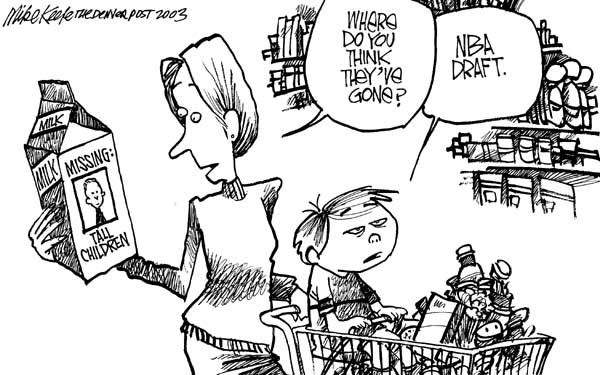 Mike Keefe THE DENVER POST 2003
WHERE
DO YOU
THINK
THEY'VE
GONE?
NBA
DRAFT.
MILK
MILK
MISSING:
TALL
CHILDREN